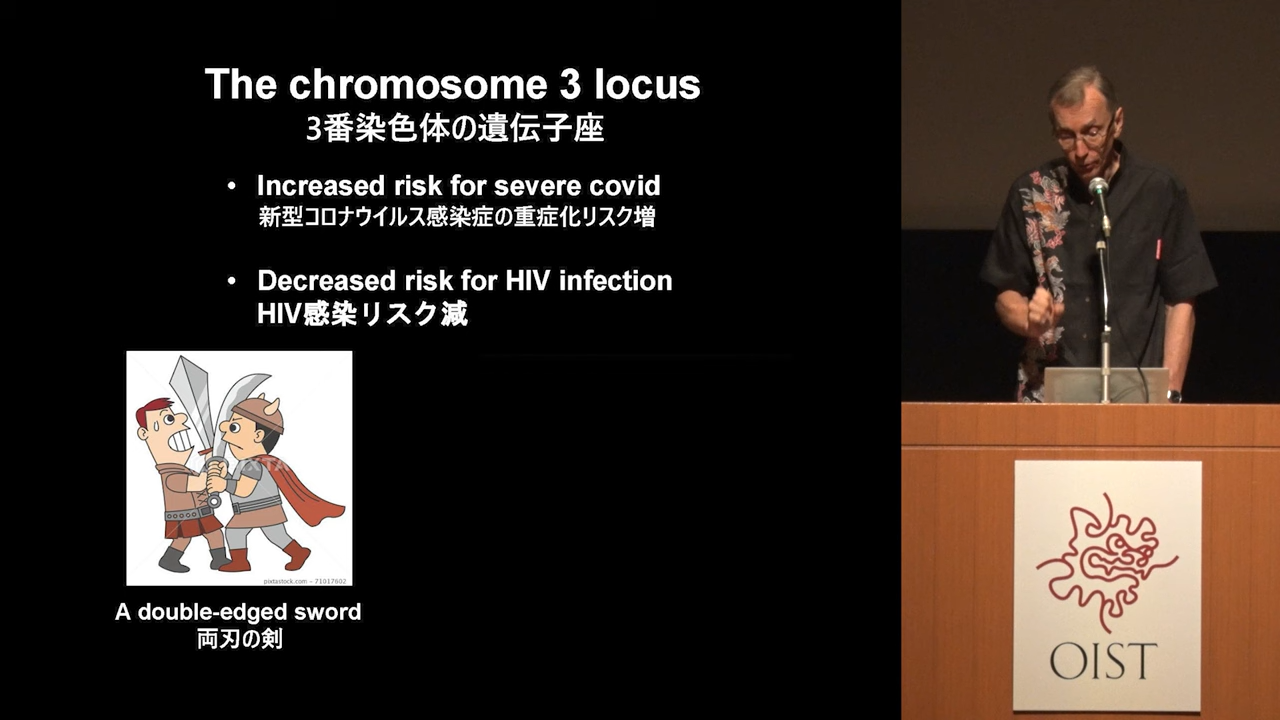 The chromosome 3 locus
3番染色体の遺伝子座
• Increased risk for severe covid
新型コロナウイルス感染症の重症化リスク増
• Decreased risk for HIV infection
HIV感染リスク減
pixtastock.com - 71017602
A double-edged sword
両刃の剣
OIST